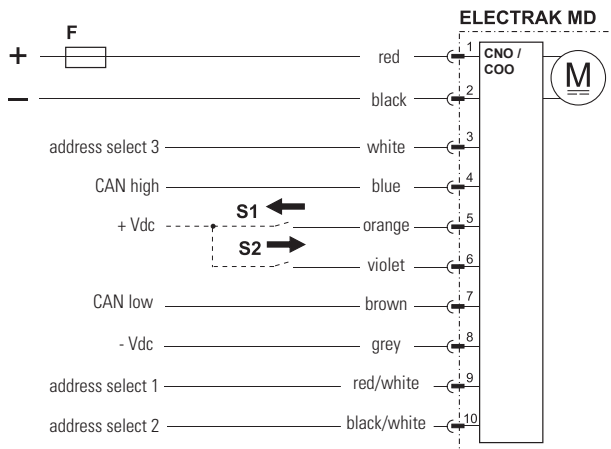 ELECTRAK MD
F
+ red 1 CNO /
COO
M
– black 2
address select 3 white 3
CAN high blue 4
S1
+ Vdc orange 5
S2
violet 6
CAN low brown 7
- Vdc grey 8
address select 1 red/white 9
address select 2 black/white 10